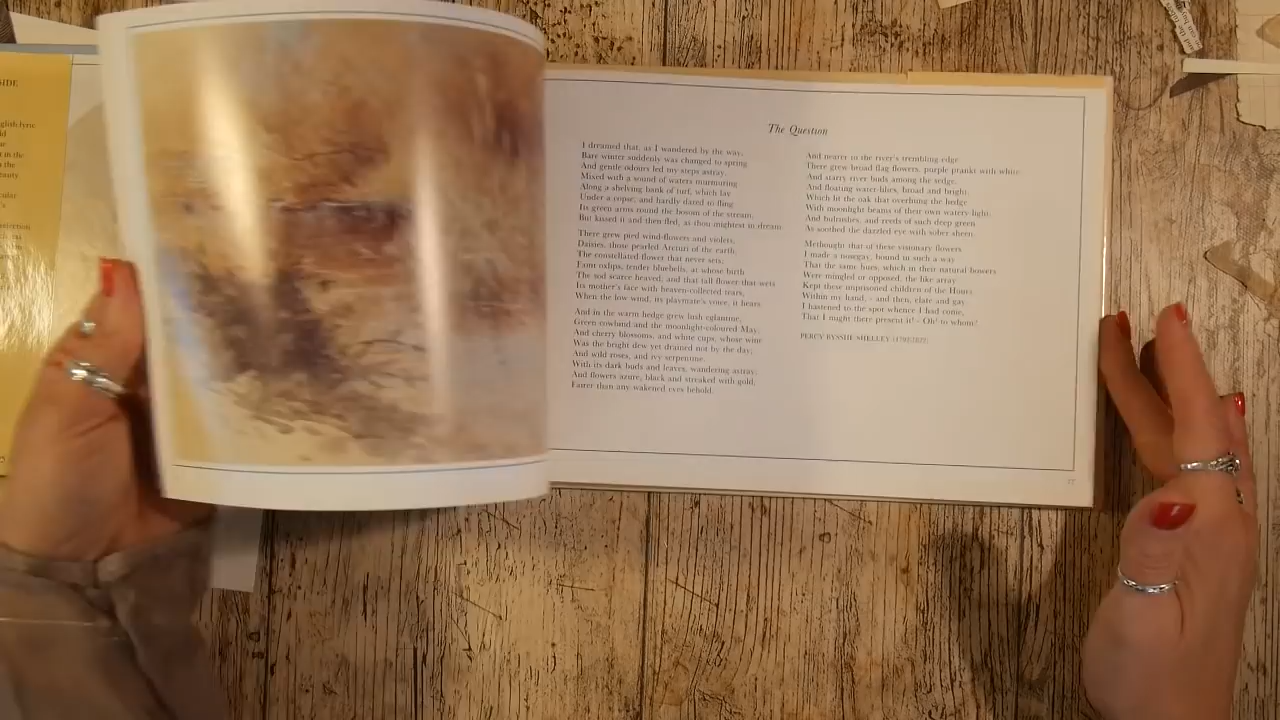 SIDE
glish lyric
in the
the
eauty
cular
selection
The Question
I dreamed that, as I wandered by the way,
Bare winter suddenly was changed to spring
And gentle odours led my steps astray,
Mixed with a sound of waters murmuring
Along a shelving bank of turf, which lay
Under a copse, and hardly dared to fling
Its green arms round the bosom of the stream,
But kissed it and then fled, as thou mightest in dream.
There grew pied wind-flowers and violets,
Daisies, those pearled Arcturi of the earth,
The constellated flower that never sets;
Faint oxlips; tender bluebells, at whose birth
The sod scarce heaved; and that tall flower that wets
Its mother's face with heaven-collected tears,
When the low wind, its playmate's voice, it hears.
And in the warm hedge grew lush eglantine,
Green cowbind and the moonlight-coloured May,
And cherry blossoms, and white cups, whose wine
Was the bright dew yet drained not by the day;
And wild roses, and ivy serpentine,
With its dark buds and leaves, wandering astray;
And flowers azure, black and streaked with gold,
Fairer than any wakened eyes behold.
And nearer to the river's trembling edge
There grew broad flag flowers, purple prankt with white
And starry river buds among the sedge,
And floating water-lilies, broad and bright,
Which lit the oak that overhung the hedge
With moonlight beams of their own watery light,
And bulrushes, and reeds of such deep green
As soothed the dazzled eye with sober sheen.
Methought that of these visionary flowers
I made a nosegay, bound in such a way
That the same hues, which in their natural bowers
Were mingled or opposed, the like array
Kept these imprisoned children of the Hours
Within my hand, - and then, elate and gay,
I hastened to the spot whence I had come,
That I might there present it! - Oh! to whom?
PERCY BYSSHE SHELLEY (1792-1822)